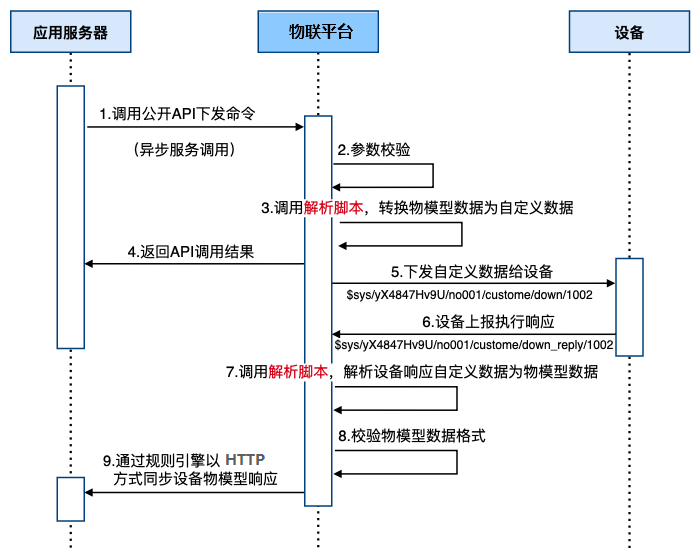 应用服务器
物联平台
设备
1.调用公开API下发命令
（异步服务调用）
2.参数校验
3.调用解析脚本，转换物模型数据为自定义数据
4.返回API调用结果
5.下发自定义数据给设备
$sys/yX4847Hv9U/no001/custome/down/1002
6.设备上报执行响应
$sys/yX4847Hv9U/no001/custome/down_reply/1002
7.调用解析脚本，解析设备响应自定义数据为物模型数据
8.校验物模型数据格式
9.通过规则引擎以 HTTP
方式同步设备物模型响应